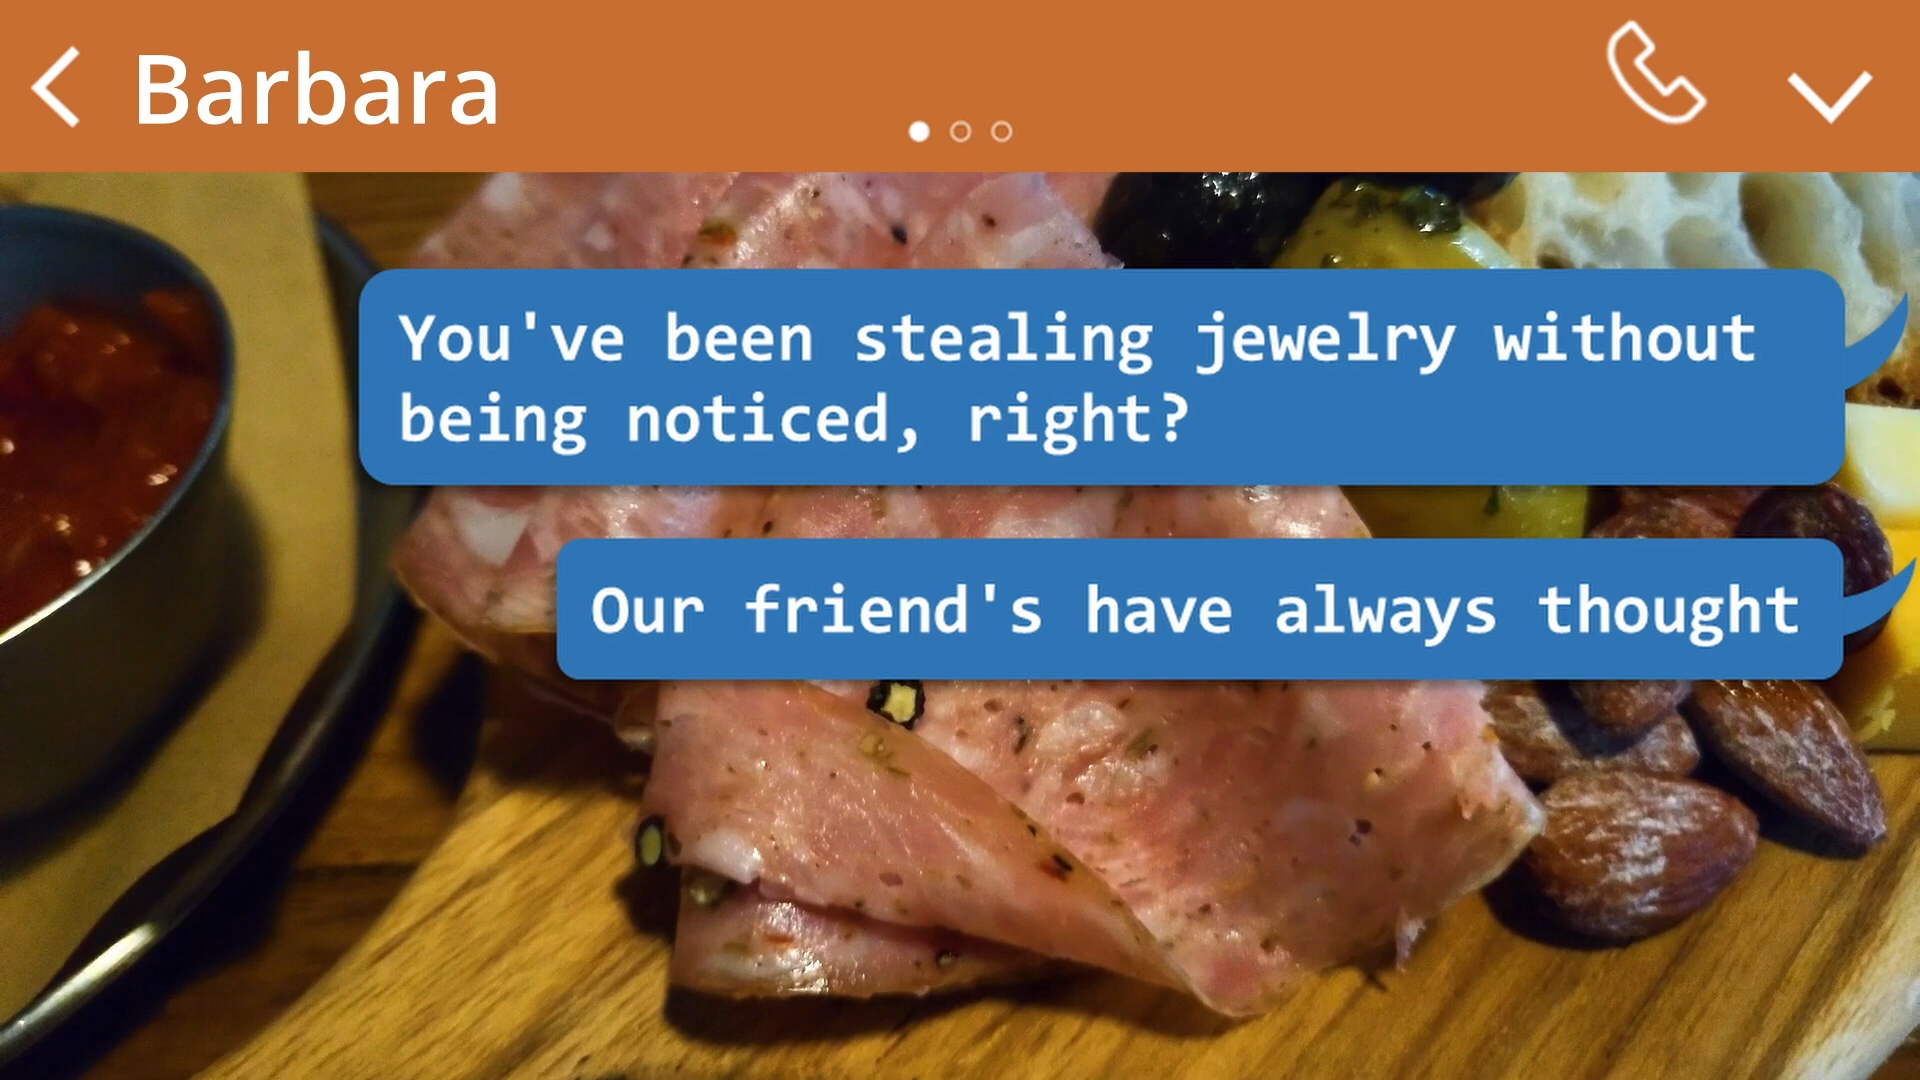 Barbara
You've been stealing jewelry without
being noticed, right?
Our friend's have always thought